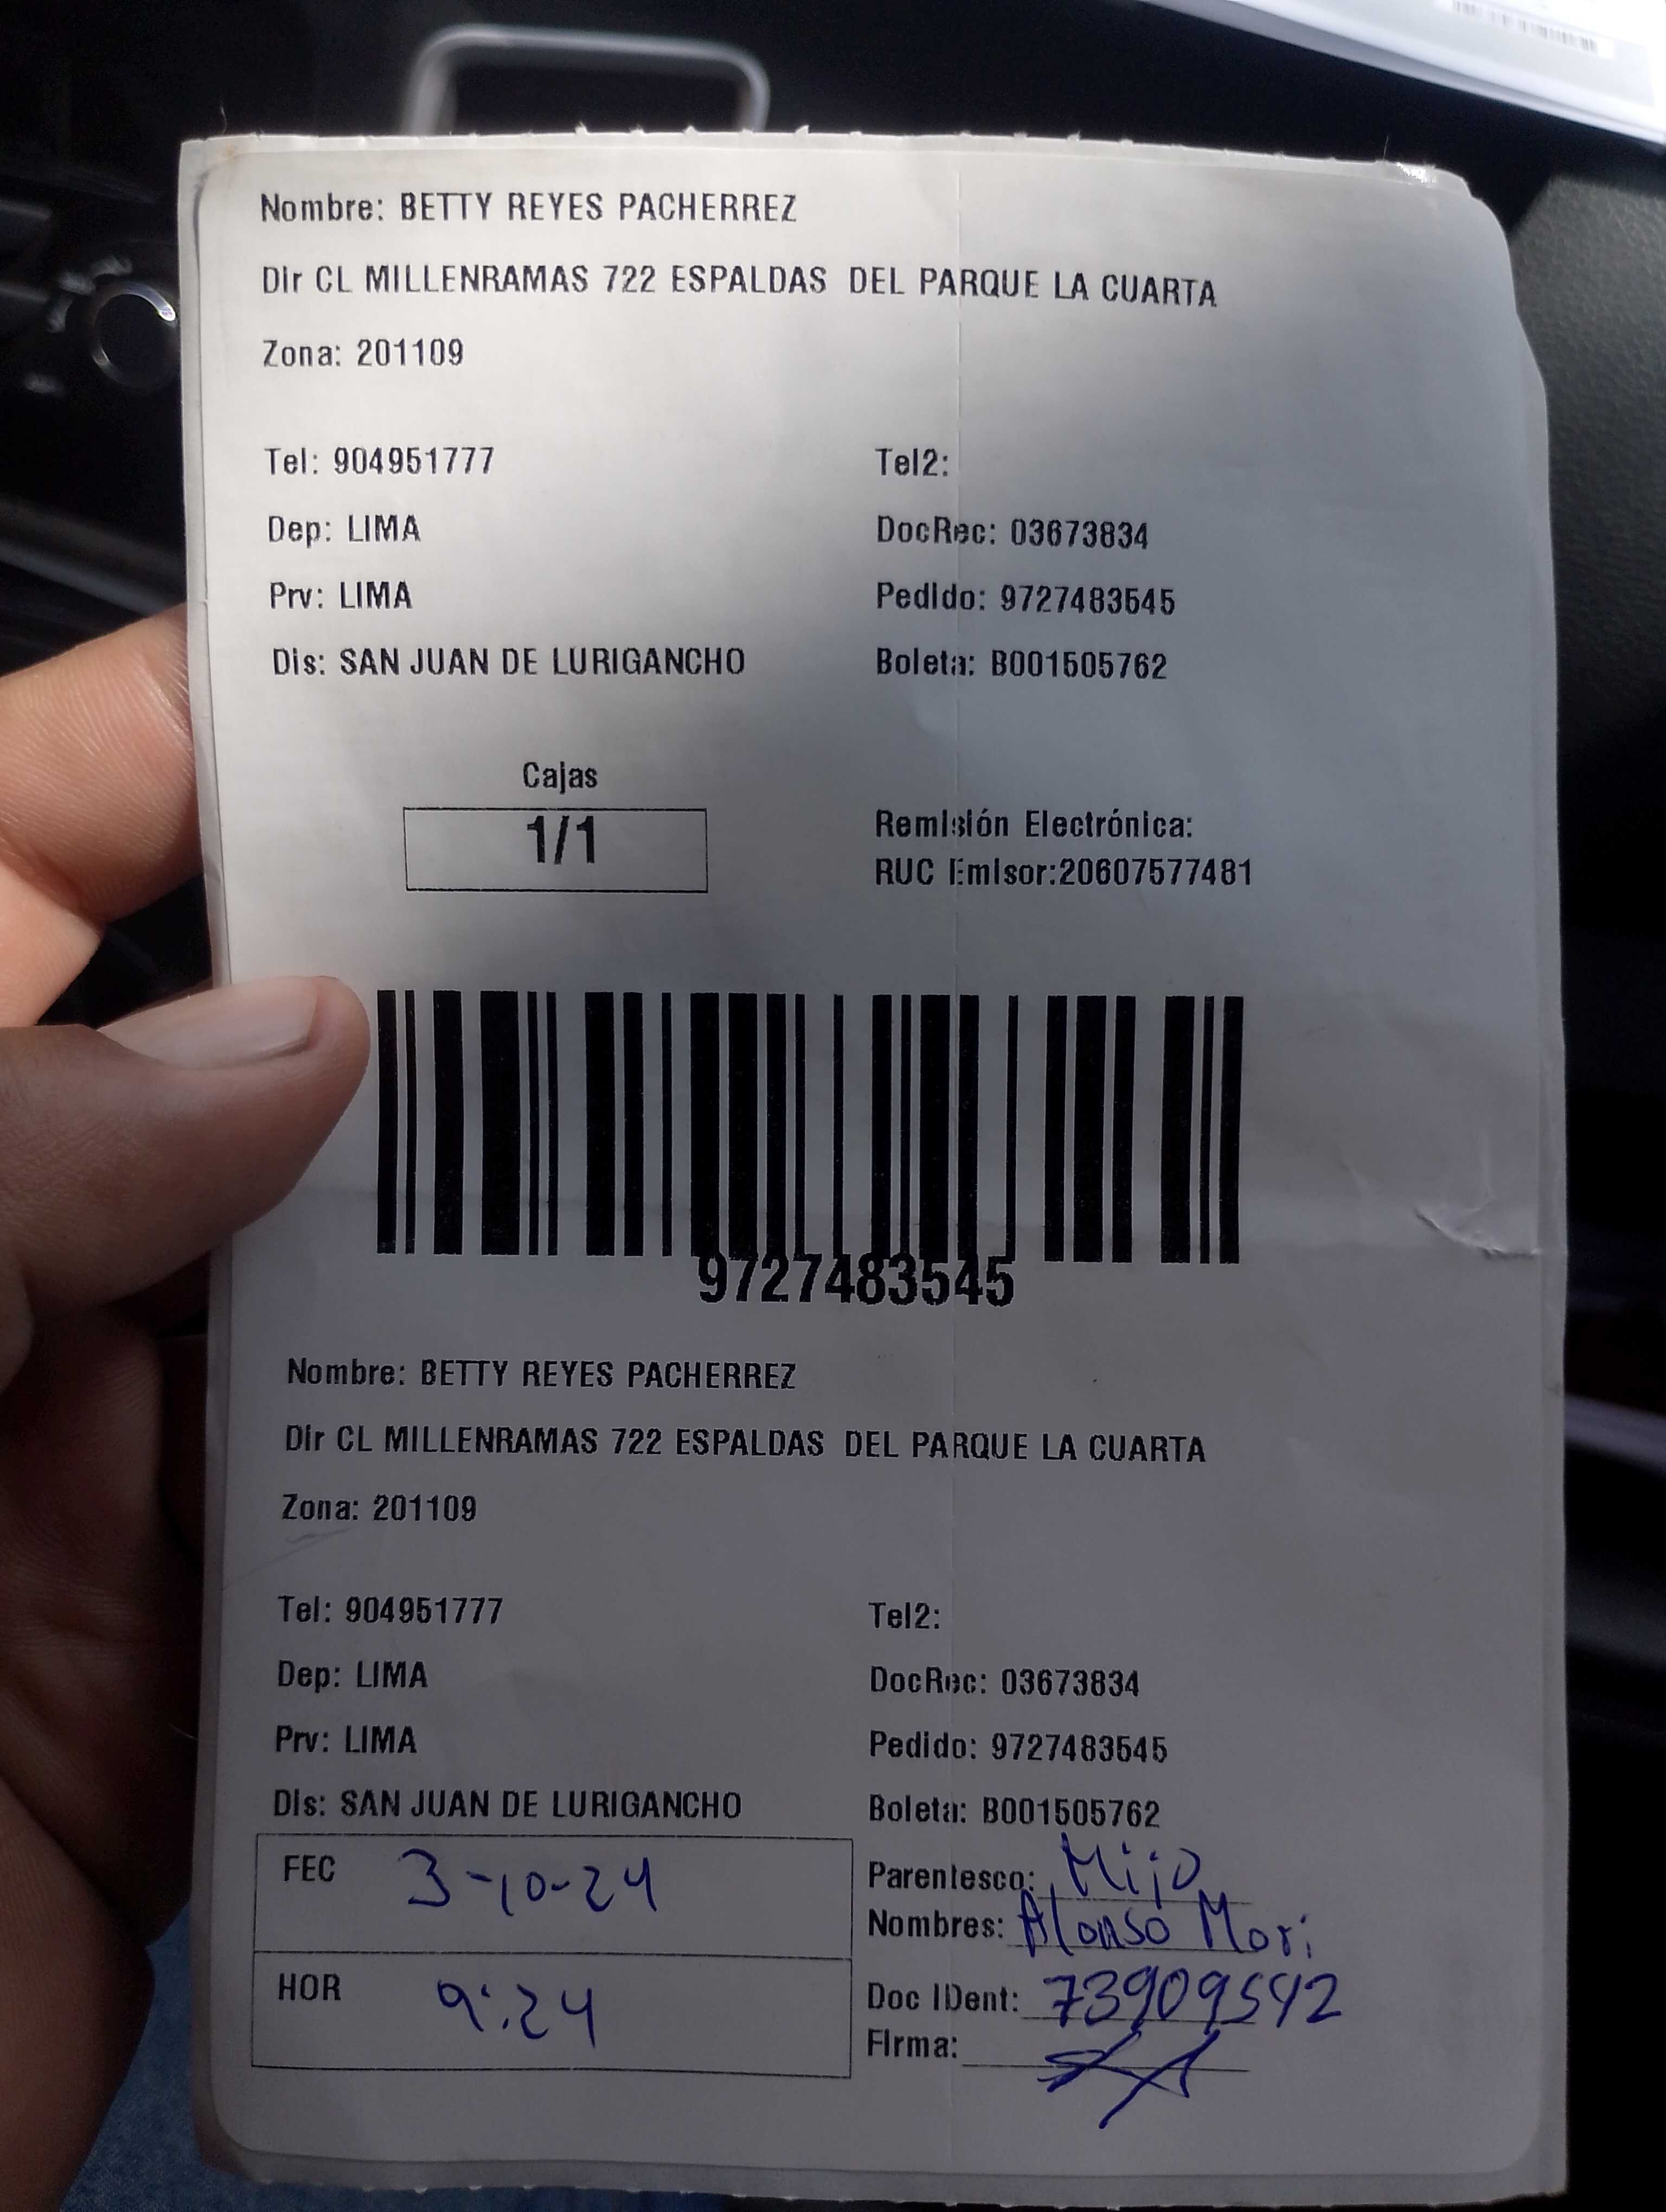 Nombre: BETTY REYES PACHERREZ
Dir CL MILLENRAMAS 722 ESPALDAS DEL PARQUE LA CUARTA
Zona: 201109
Tel: 904951777 Tel2:
Dep: LIMA DocRec: 03673834
Prv: LIMA Pedido: 9727483545
Dis: SAN JUAN DE LURIGANCHO Boleta: B001505762
Cajas
1/1
Remisión Electrónica:
RUC Emisor:20607577481
9727483545
Nombre: BETTY REYES PACHERREZ
Dir CL MILLENRAMAS 722 ESPALDAS DEL PARQUE LA CUARTA
Zona: 201109
Tel: 904951777 Tel2:
Dep: LIMA DocRec: 03673834
Prv: LIMA Pedido: 9727483545
Dis: SAN JUAN DE LURIGANCHO Boleta: B001505762
FEC 3-10-24
HOR 9:24
Parentesco: Hijo
Nombres: Alonso Mori
Doc IDent: 73909542
Firma: